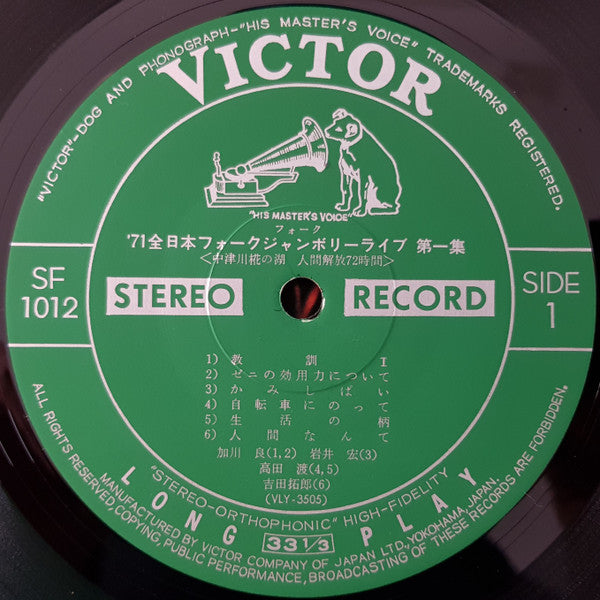 "VICTOR"-DOG AND PHONOGRAPH-"HIS MASTER'S VOICE" TRADEMARKS REGISTERED.
VICTOR
"HIS MASTER'S VOICE"
フォーク
'71全日本フォークジャンボリーライブ 第一集
<中津川椛の湖 人間解放72時間>
SF
1012
STEREO
RECORD
SIDE
1
1) 教訓I
2) ゼニの効用力について
3) かみしばい
4) 自転車にのって
5) 生活の柄
6) 人間なんて
加川 良(1,2) 岩井 宏(3)
高田 渡(4,5)
吉田拓郎(6)
(VLY-3505)
"STEREO-ORTHOPHONIC" HIGH-FIDELITY
LONG PLAY
33 1/3
MANUFACTURED BY VICTOR COMPANY OF JAPAN LTD., YOKOHAMA, JAPAN.
ALL RIGHTS RESERVED, COPYING, PUBLIC PERFORMANCE, BROADCASTING OF THESE RECORDS ARE FORBIDDEN.